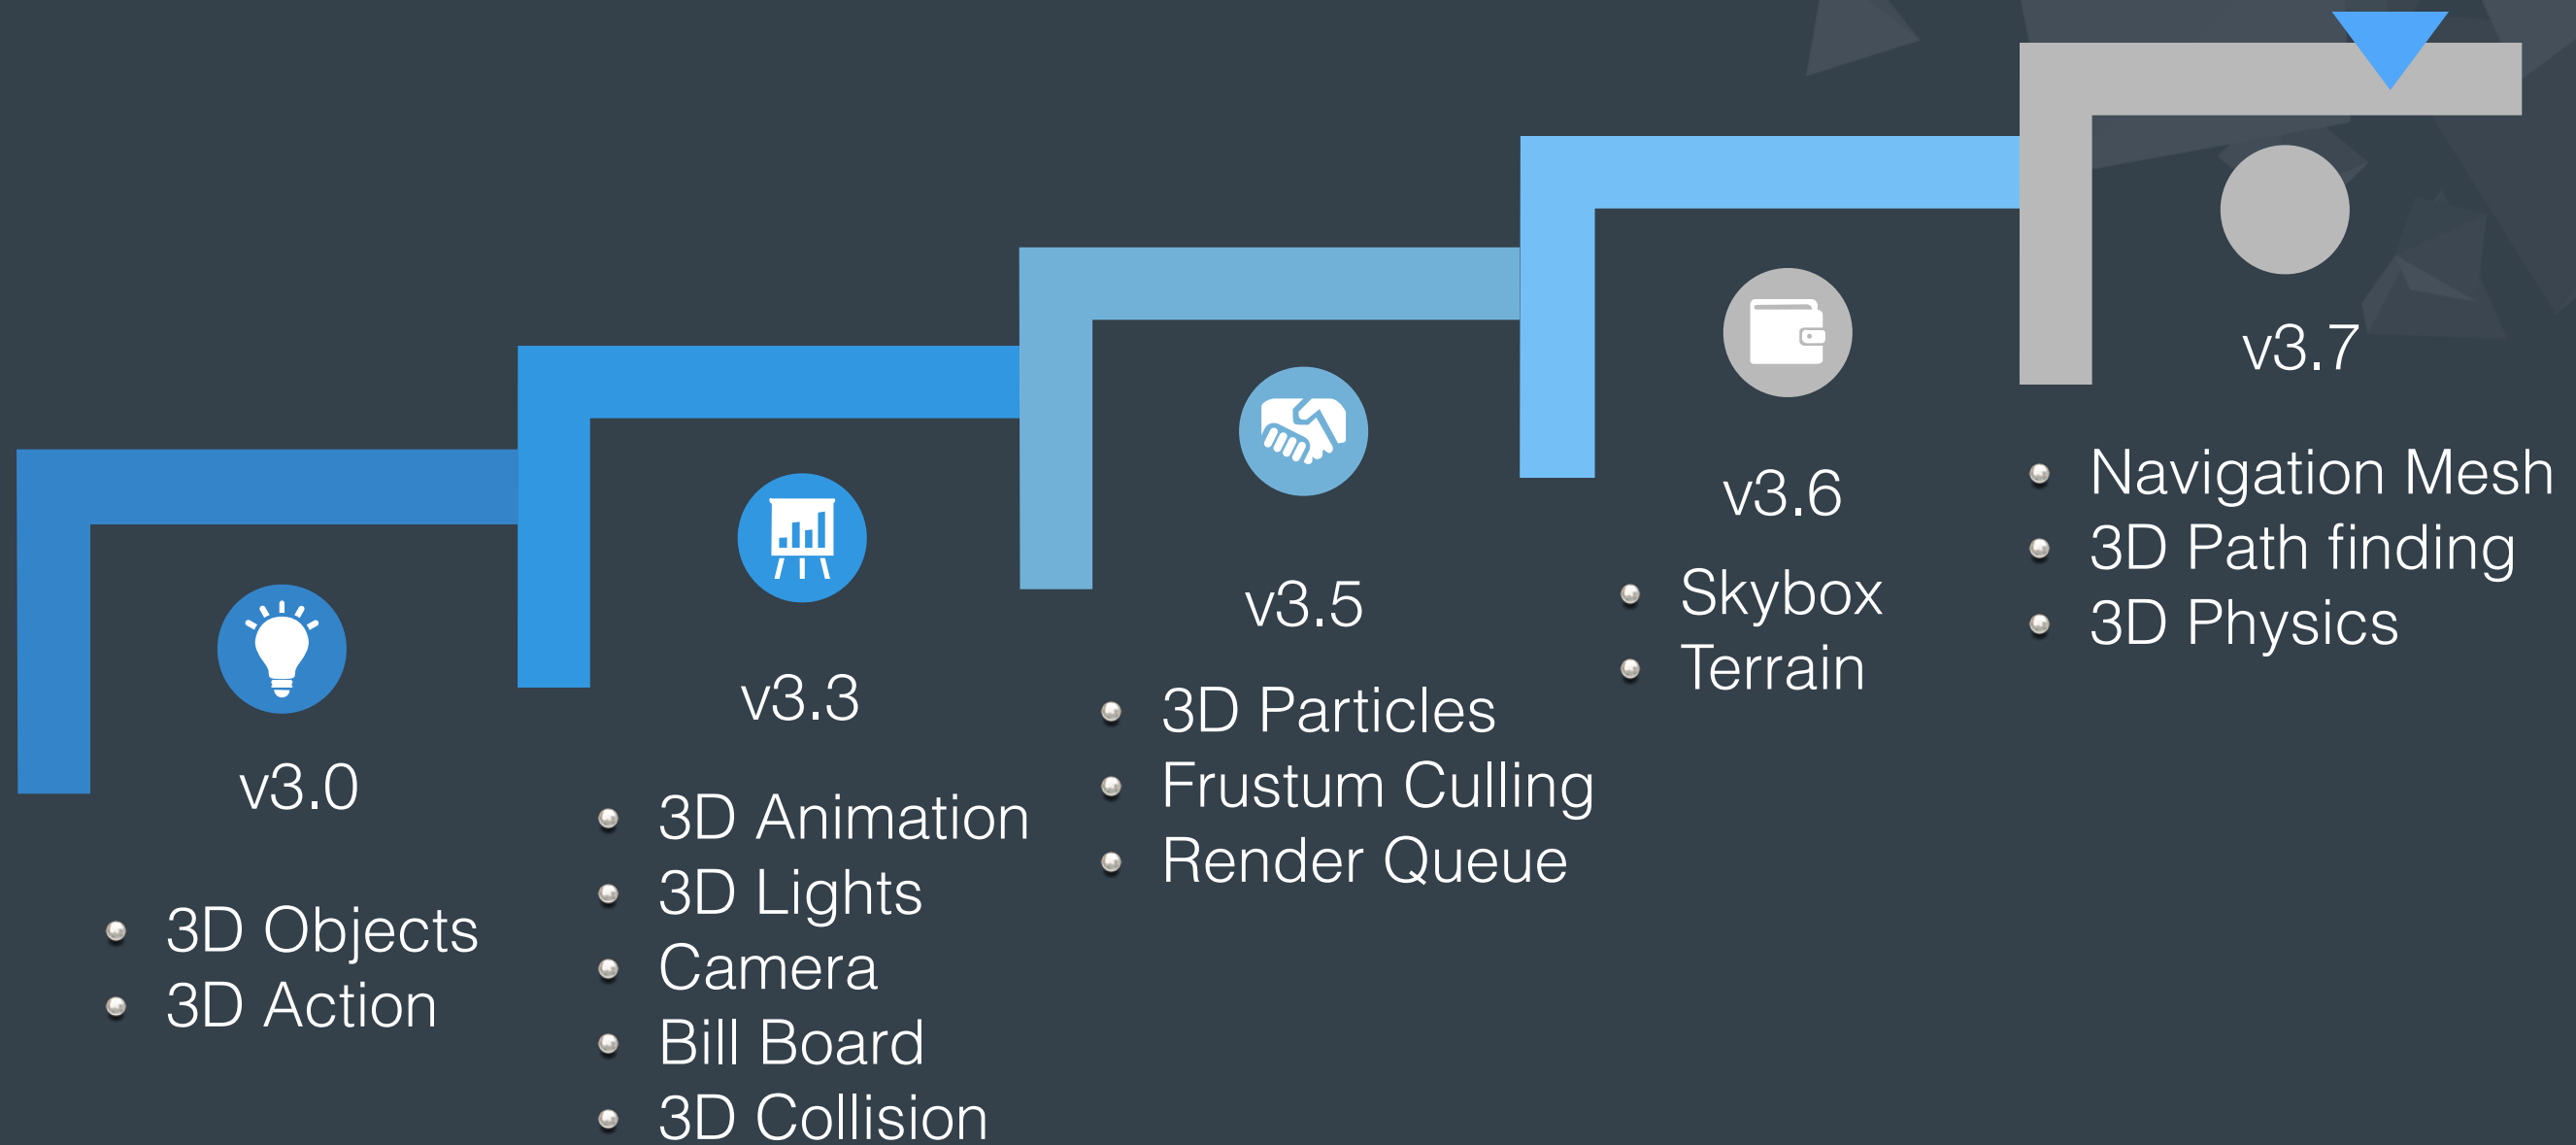 v3.0
3D Objects
3D Action
v3.3
3D Animation
3D Lights
Camera
Bill Board
3D Collision
v3.5
3D Particles
Frustum Culling
Render Queue
v3.6
Skybox
Terrain
v3.7
Navigation Mesh
3D Path finding
3D Physics